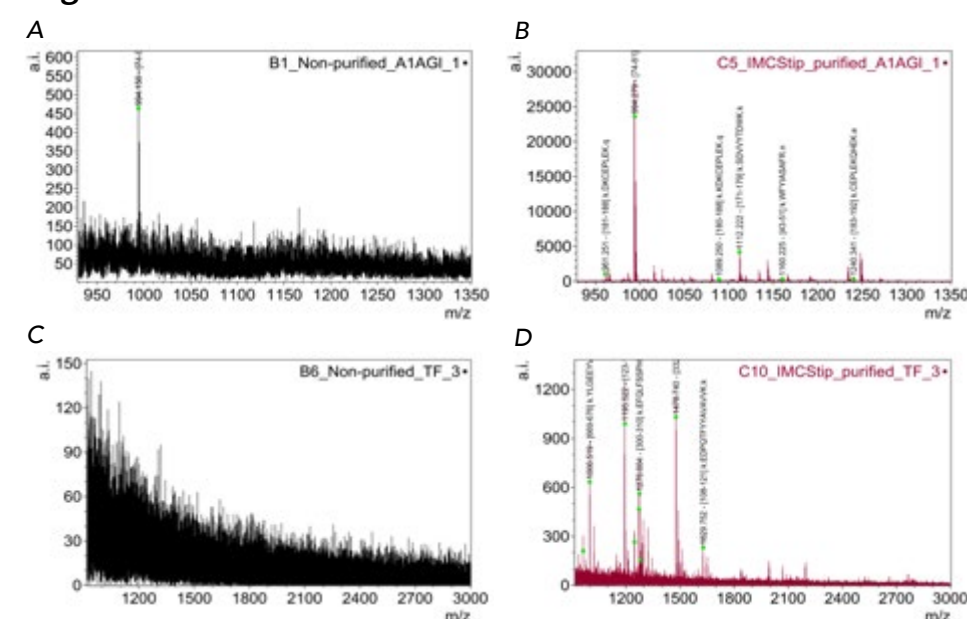 A
a.i.
B1_Non-purified_A1AGI_1
600
550
500
450
400
350
300
250
200
150
100
50
950 1000 1050 1100 1150 1200 1250 1300 1350
m/z
B
a.i.
C5_IMCStip_purified_A1AGI_1
30000
25000
20000
15000
10000
5000
0
950 1000 1050 1100 1150 1200 1250 1300 1350
m/z
C
a.i.
B6_Non-purified_TF_3
150
120
90
60
30
0
1200 1500 1800 2100 2400 2700 3000
m/z
D
a.i.
C10_IMCStip_purified_TF_3
1200
900
600
300
0
1200 1500 1800 2100 2400 2700 3000
m/z